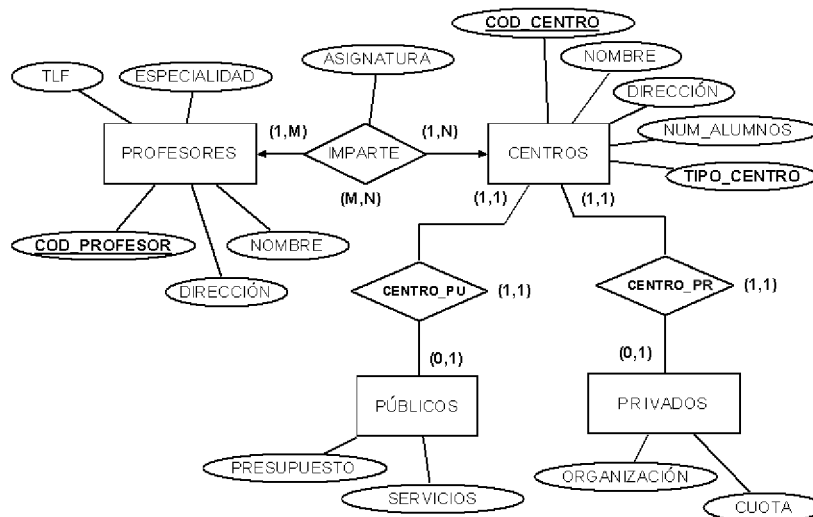 COD_CENTRO
ASIGNATURA
NOMBRE
TLF
ESPECIALIDAD
DIRECCIÓN
(1,M)
(1,N)
NUM_ALUMNOS
PROFESORES
IMPARTE
CENTROS
TIPO_CENTRO
(M,N)
(1,1)
(1,1)
COD_PROFESOR
NOMBRE
DIRECCIÓN
CENTRO_PU
(1,1)
CENTRO_PR
(1,1)
(0,1)
(0,1)
PÚBLICOS
PRIVADOS
PRESUPUESTO
ORGANIZACIÓN
SERVICIOS
CUOTA